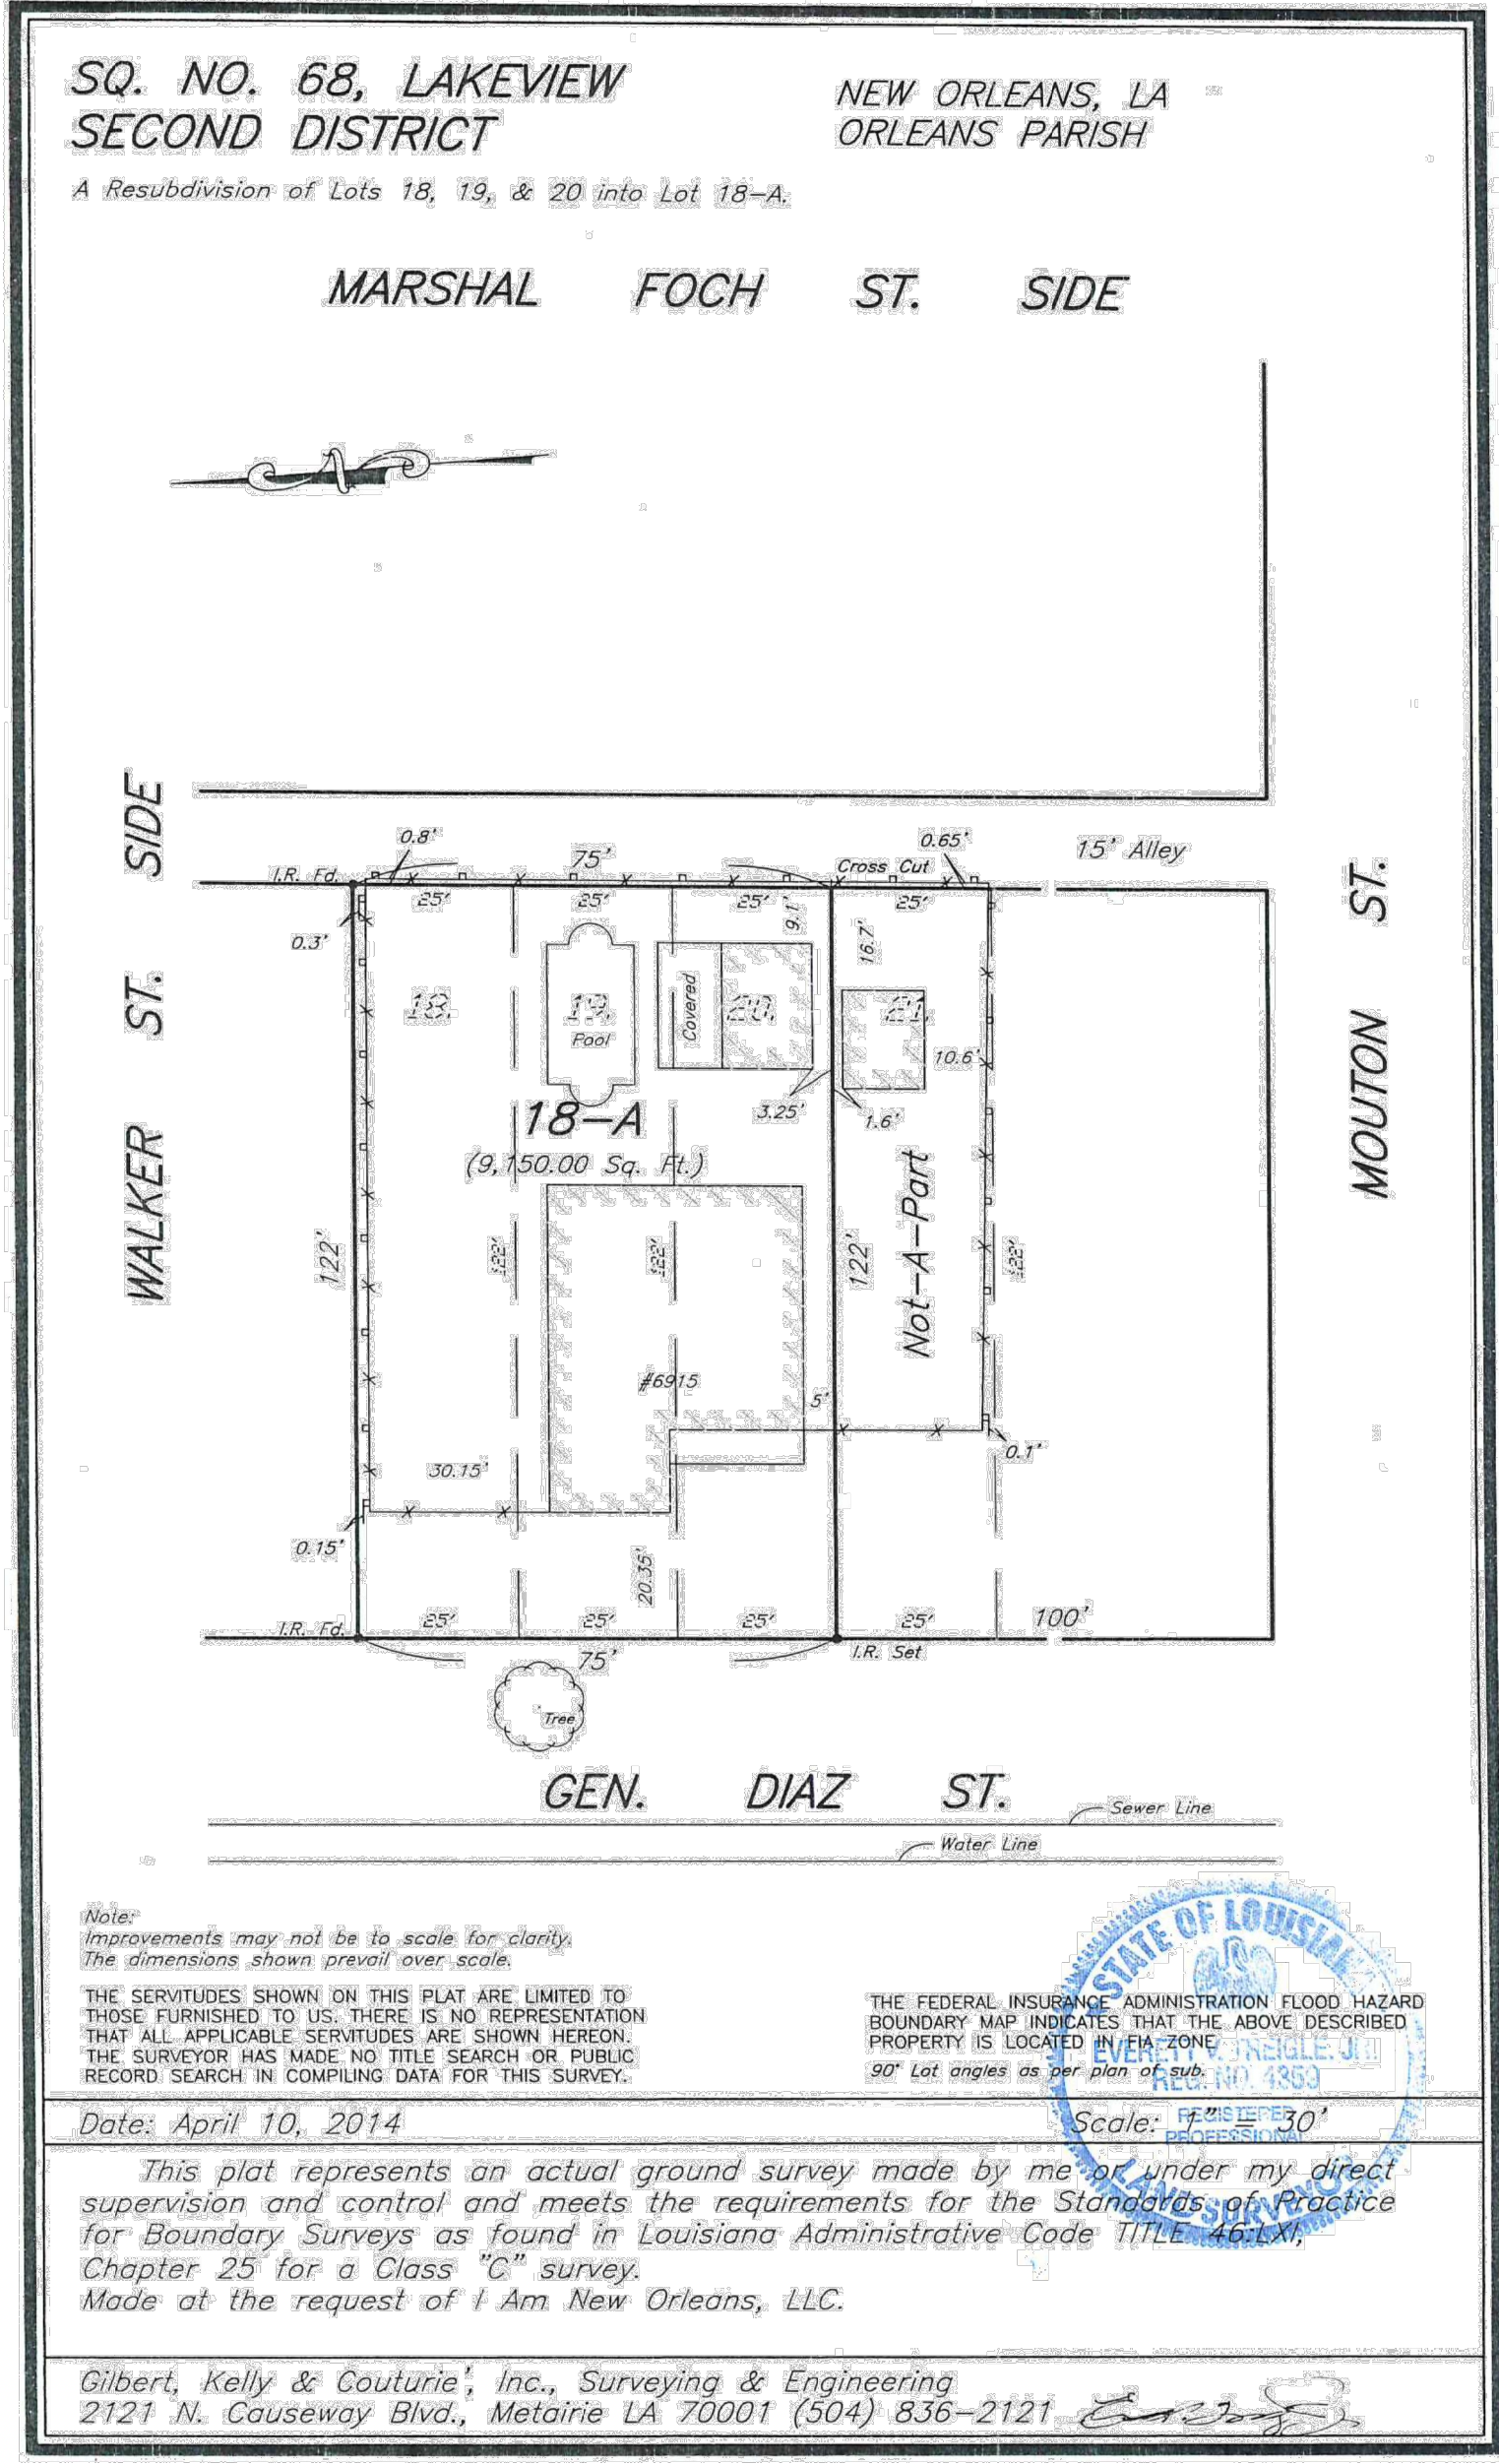 SQ. NO. 68, LAKEVIEW
SECOND DISTRICT
NEW ORLEANS, LA
ORLEANS PARISH
A Resubdivision of Lots 18, 19, & 20 into Lot 18-A.
MARSHAL FOCH ST. SIDE
WALKER ST. SIDE
MOUTON ST.
15' Alley
0.8'
75'
0.65'
Cross Cut
I.R. Fd.
25'
25'
25'
25'
0.3'
9.1'
16.7'
18
19
20
21
Pool
Covered
10.6'
3.25'
1.6'
18-A
(9,150.00 Sq. Ft.)
Not-A-Part
122'
122'
122'
122'
122'
#6915
5'
0.1'
30.15'
0.15'
20.35'
I.R. Fd.
25'
25'
25'
25'
100'
75'
I.R. Set
Tree
GEN. DIAZ ST.
Sewer Line
Water Line
Note:
Improvements may not be to scale for clarity.
The dimensions shown prevail over scale.
THE SERVITUDES SHOWN ON THIS PLAT ARE LIMITED TO
THOSE FURNISHED TO US. THERE IS NO REPRESENTATION
THAT ALL APPLICABLE SERVITUDES ARE SHOWN HEREON.
THE SURVEYOR HAS MADE NO TITLE SEARCH OR PUBLIC
RECORD SEARCH IN COMPILING DATA FOR THIS SURVEY.
THE FEDERAL INSURANCE ADMINISTRATION FLOOD HAZARD
BOUNDARY MAP INDICATES THAT THE ABOVE DESCRIBED
PROPERTY IS LOCATED IN FIA ZONE
90° Lot angles as per plan of sub.
STATE OF LOUISIANA
REG. NO. 4353
REGISTERED
PROFESSIONAL
LAND SURVEYOR
Date: April 10, 2014
Scale: 1" = 30'
This plat represents an actual ground survey made by me or under my direct
supervision and control and meets the requirements for the Standards of Practice
for Boundary Surveys as found in Louisiana Administrative Code TITLE 46:LXI,
Chapter 25 for a Class "C" survey.
Made at the request of I Am New Orleans, LLC.
Gilbert, Kelly & Couturie', Inc., Surveying & Engineering
2121 N. Causeway Blvd., Metairie LA 70001 (504) 836-2121